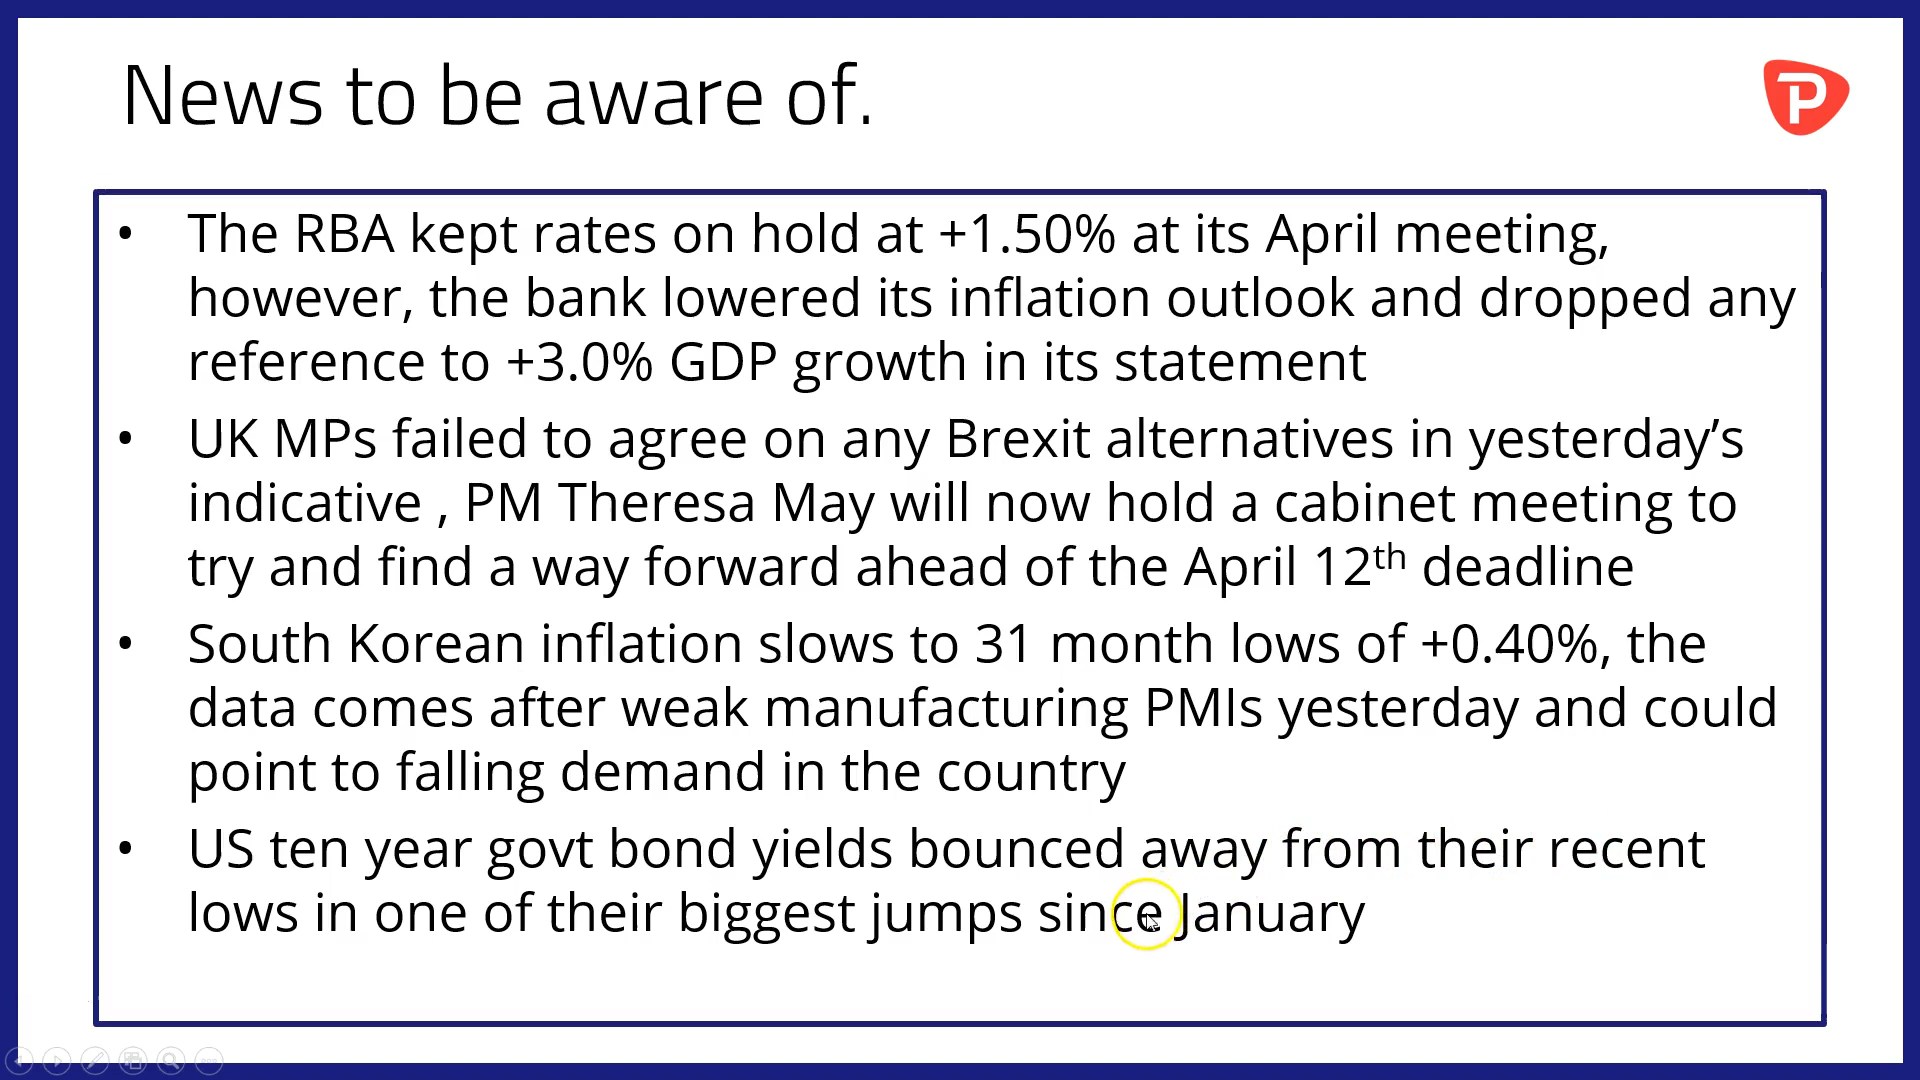 News to be aware of.
P
• The RBA kept rates on hold at +1.50% at its April meeting,
however, the bank lowered its inflation outlook and dropped any
reference to +3.0% GDP growth in its statement
• UK MPs failed to agree on any Brexit alternatives in yesterday’s
indicative , PM Theresa May will now hold a cabinet meeting to
try and find a way forward ahead of the April 12th deadline
• South Korean inflation slows to 31 month lows of +0.40%, the
data comes after weak manufacturing PMIs yesterday and could
point to falling demand in the country
• US ten year govt bond yields bounced away from their recent
lows in one of their biggest jumps since January